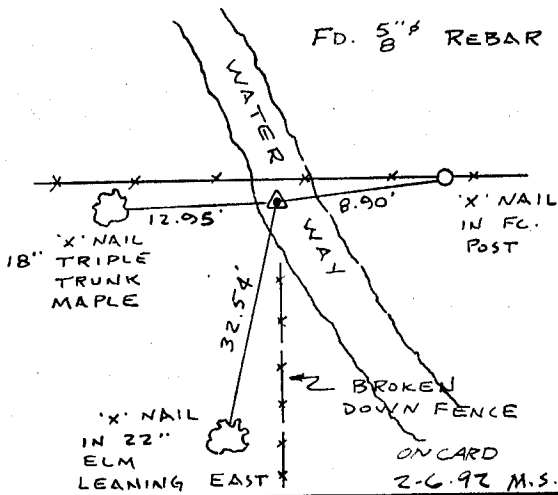 FD. 5/8"⌀ REBAR
WATER
WAY
12.95'
8.90'
'X' NAIL
IN FC.
POST
'X' NAIL
18" TRIPLE
TRUNK
MAPLE
32.54'
BROKEN
DOWN FENCE
'X' NAIL
IN 22"
ELM
LEANING EAST
ON CARD
2-6-92 M.S.